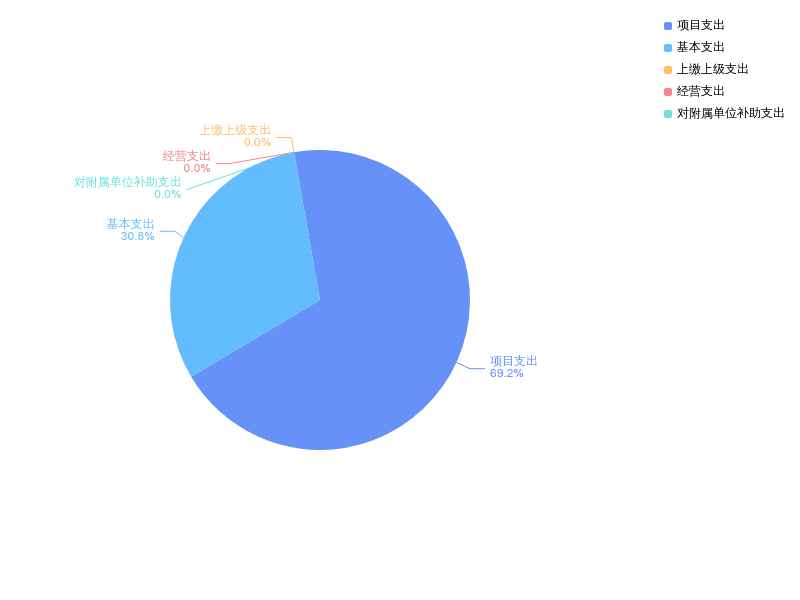 项目支出
基本支出
上缴上级支出
经营支出
对附属单位补助支出
上缴上级支出
0.0%
经营支出
0.0%
对附属单位补助支出
0.0%
基本支出
30.8%
项目支出
69.2%